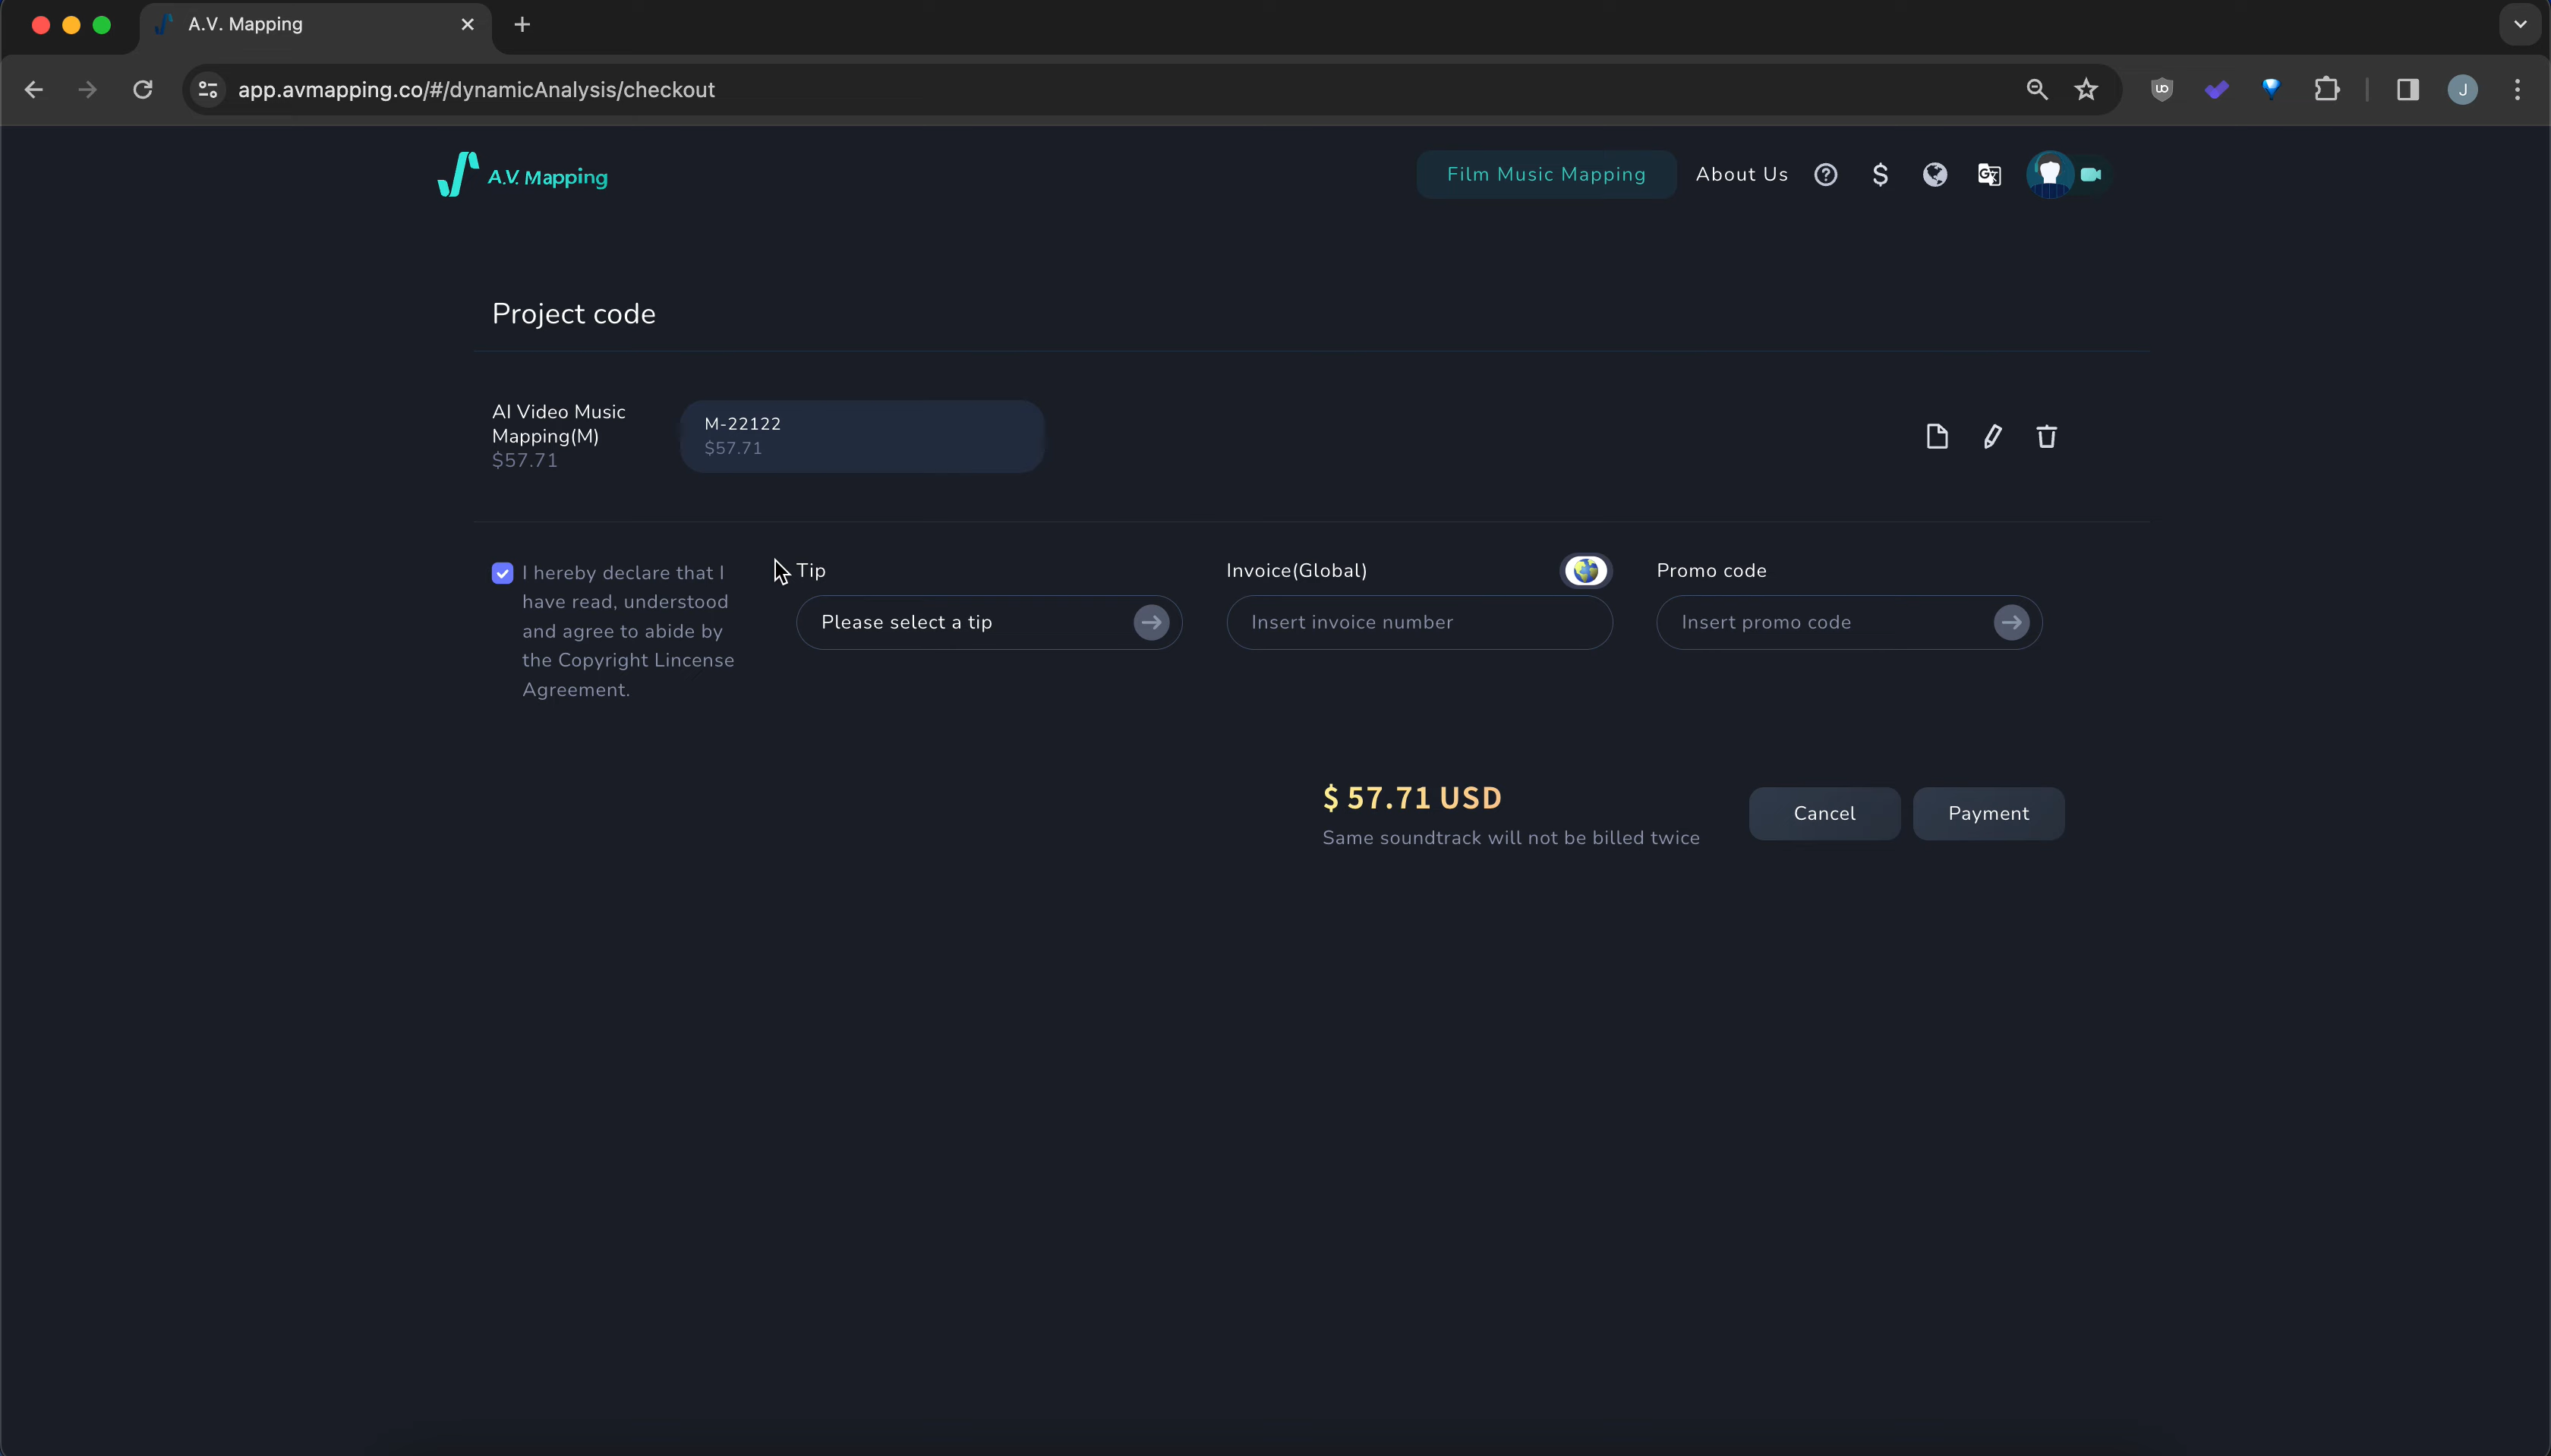 A.V. Mapping
app.avmapping.co/#/dynamicAnalysis/checkout
J
A.V. Mapping
Film Music Mapping
About Us
Project code
AI Video Music
Mapping(M)
$57.71
M-22122
$57.71
I hereby declare that I
have read, understood
and agree to abide by
the Copyright Lincense
Agreement.
Tip
Please select a tip
Invoice(Global)
Insert invoice number
Promo code
Insert promo code
$ 57.71 USD
Same soundtrack will not be billed twice
Cancel
Payment